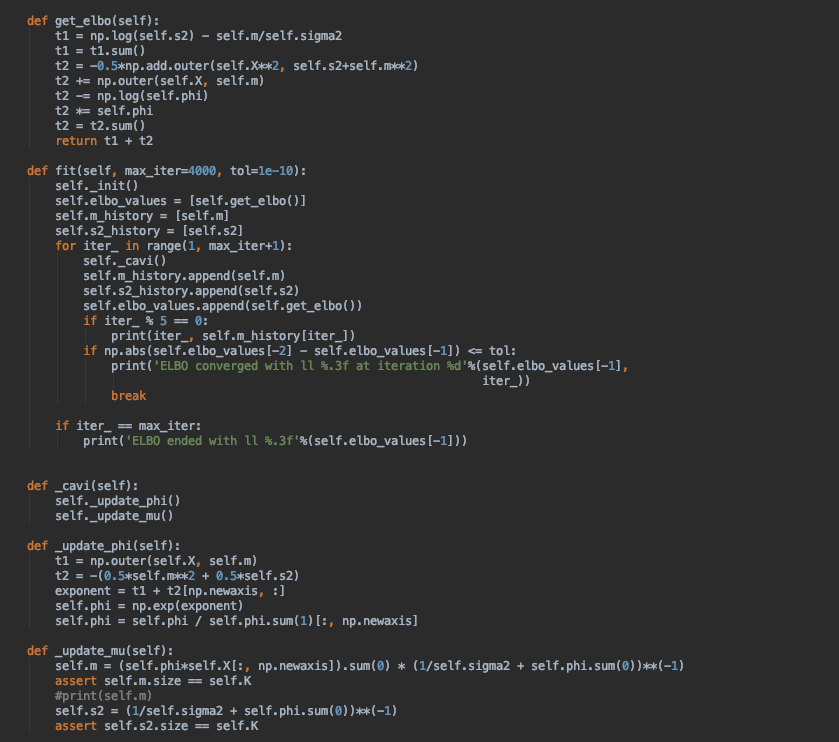 def get_elbo(self):
    t1 = np.log(self.s2) - self.m/self.sigma2
    t1 = t1.sum()
    t2 = -0.5*np.add.outer(self.X**2, self.s2+self.m**2)
    t2 += np.outer(self.X, self.m)
    t2 -= np.log(self.phi)
    t2 *= self.phi
    t2 = t2.sum()
    return t1 + t2

def fit(self, max_iter=4000, tol=1e-10):
    self._init()
    self.elbo_values = [self.get_elbo()]
    self.m_history = [self.m]
    self.s2_history = [self.s2]
    for iter_ in range(1, max_iter+1):
        self._cavi()
        self.m_history.append(self.m)
        self.s2_history.append(self.s2)
        self.elbo_values.append(self.get_elbo())
        if iter_ % 5 == 0:
            print(iter_, self.m_history[iter_])
        if np.abs(self.elbo_values[-2] - self.elbo_values[-1]) <= tol:
            print('ELBO converged with ll %.3f at iteration %d'%(self.elbo_values[-1],
                                                                 iter_))
            break

    if iter_ == max_iter:
        print('ELBO ended with ll %.3f'%(self.elbo_values[-1]))


def _cavi(self):
    self._update_phi()
    self._update_mu()

def _update_phi(self):
    t1 = np.outer(self.X, self.m)
    t2 = -(0.5*self.m**2 + 0.5*self.s2)
    exponent = t1 + t2[np.newaxis, :]
    self.phi = np.exp(exponent)
    self.phi = self.phi / self.phi.sum(1)[:, np.newaxis]

def _update_mu(self):
    self.m = (self.phi*self.X[:, np.newaxis]).sum(0) * (1/self.sigma2 + self.phi.sum(0))**(-1)
    assert self.m.size == self.K
    #print(self.m)
    self.s2 = (1/self.sigma2 + self.phi.sum(0))**(-1)
    assert self.s2.size == self.K